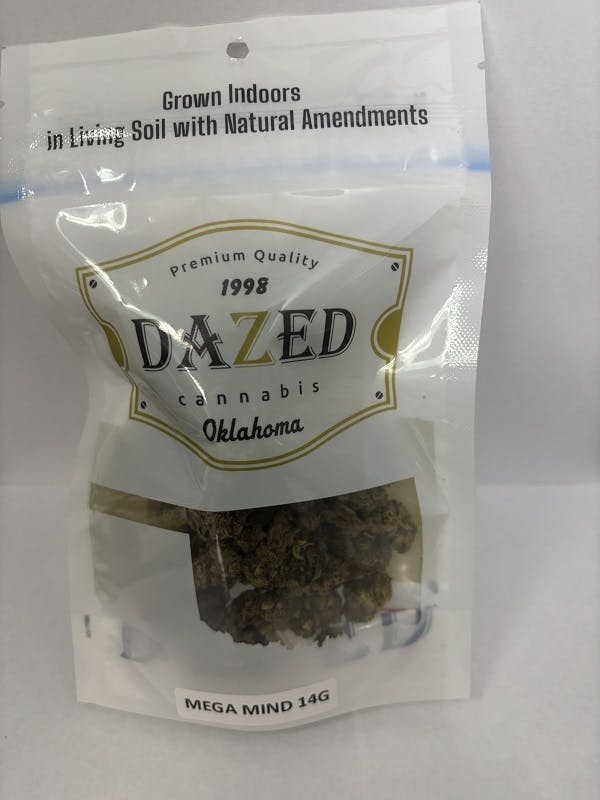 Grown Indoors
in Living Soil with Natural Amendments
Premium Quality
1998
DAZED
cannabis
Oklahoma
MEGA MIND 14G